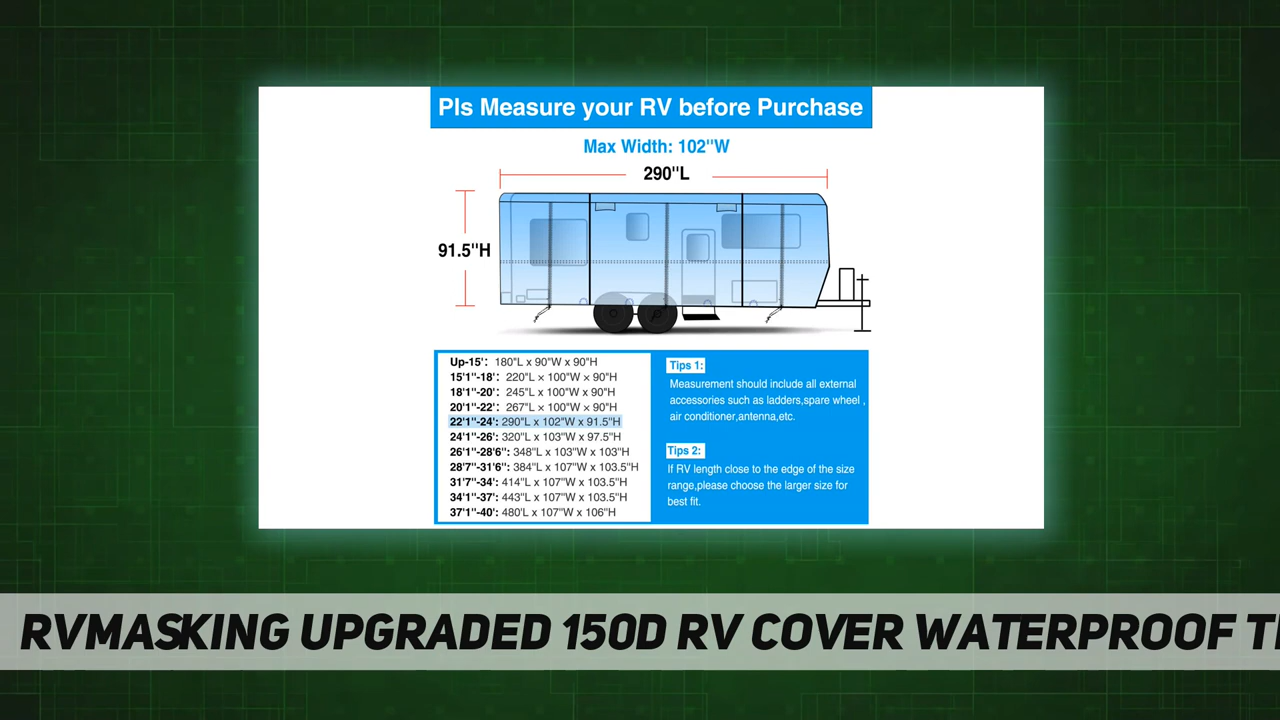 Pls Measure your RV before Purchase
Max Width: 102"W
290"L
91.5"H
Up-15': 180"L x 90"W x 90"H
15'1"-18': 220"L × 100"W × 90"H
18'1"-20': 245"L x 100"W x 90"H
20'1"-22': 267"L × 100"W × 90"H
22'1"-24': 290"L x 102"W x 91.5"H
24'1"-26': 320"L x 103"W x 97.5"H
26'1"-28'6": 348"L x 103"W x 103"H
28'7"-31'6": 384"L x 107"W x 103.5"H
31'7"-34': 414"L x 107"W x 103.5"H
34'1"-37': 443"L x 107"W x 103.5"H
37'1"-40': 480'L x 107"W x 106"H
Tips 1:
Measurement should include all external
accessories such as ladders,spare wheel ,
air conditioner,antenna,etc.
Tips 2:
If RV length close to the edge of the size
range,please choose the larger size for
best fit.
RVMASKING UPGRADED 150D RV COVER WATERPROOF